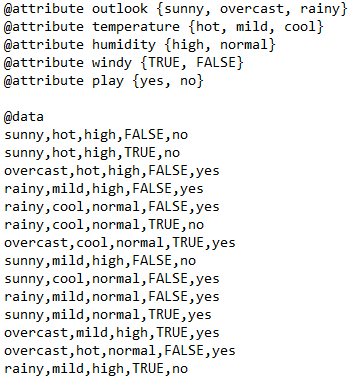 @attribute outlook {sunny, overcast, rainy}
@attribute temperature {hot, mild, cool}
@attribute humidity {high, normal}
@attribute windy {TRUE, FALSE}
@attribute play {yes, no}

@data
sunny,hot,high,FALSE,no
sunny,hot,high,TRUE,no
overcast,hot,high,FALSE,yes
rainy,mild,high,FALSE,yes
rainy,cool,normal,FALSE,yes
rainy,cool,normal,TRUE,no
overcast,cool,normal,TRUE,yes
sunny,mild,high,FALSE,no
sunny,cool,normal,FALSE,yes
rainy,mild,normal,FALSE,yes
sunny,mild,normal,TRUE,yes
overcast,mild,high,TRUE,yes
overcast,hot,normal,FALSE,yes
rainy,mild,high,TRUE,no